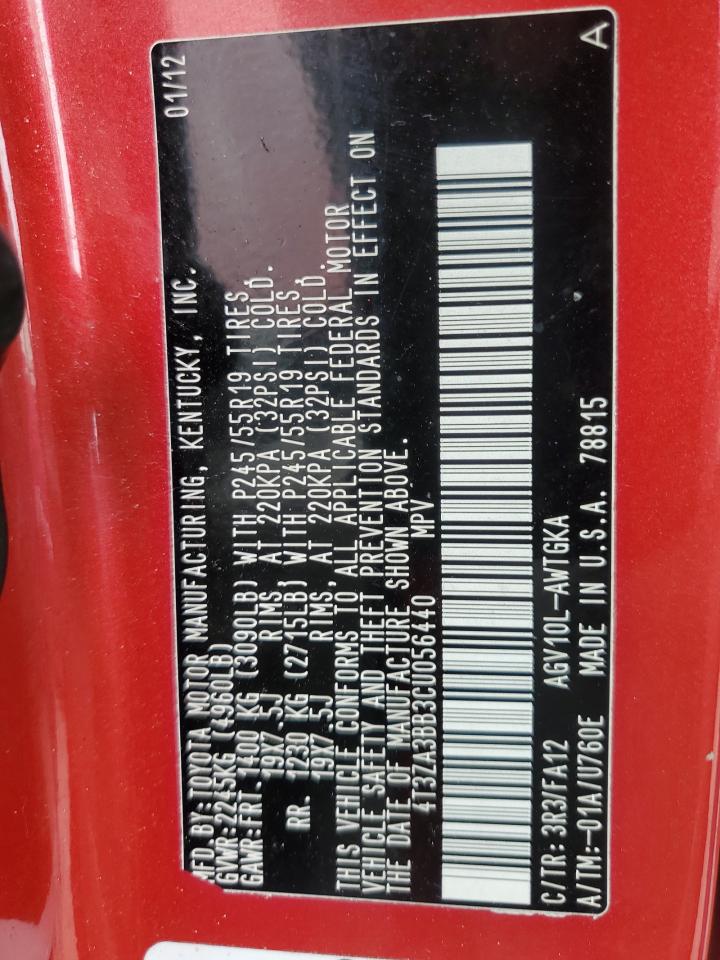 MFD. BY: TOYOTA MOTOR MANUFACTURING, KENTUCKY, INC. 01/12
GVWR: 2245KG (4960LB)
GAWR: FRT 1400 KG (3090LB) WITH P245/55R19 TIRES,
19X7.5J RIMS, AT 220KPA (32PSI) COLD.
RR. 1230 KG (2715LB) WITH P245/55R19 TIRES,
19X7.5J RIMS, AT 220KPA (32PSI) COLD.
THIS VEHICLE CONFORMS TO ALL APPLICABLE FEDERAL MOTOR
VEHICLE SAFETY AND THEFT PREVENTION STANDARDS IN EFFECT ON
THE DATE OF MANUFACTURE SHOWN ABOVE.
4T3ZA3BB3CU056440 MPV
C/TR: 3R3/FA12 AGV10L-AWTGKA
A/TM: -01A/U760E MADE IN U.S.A. 78815 A